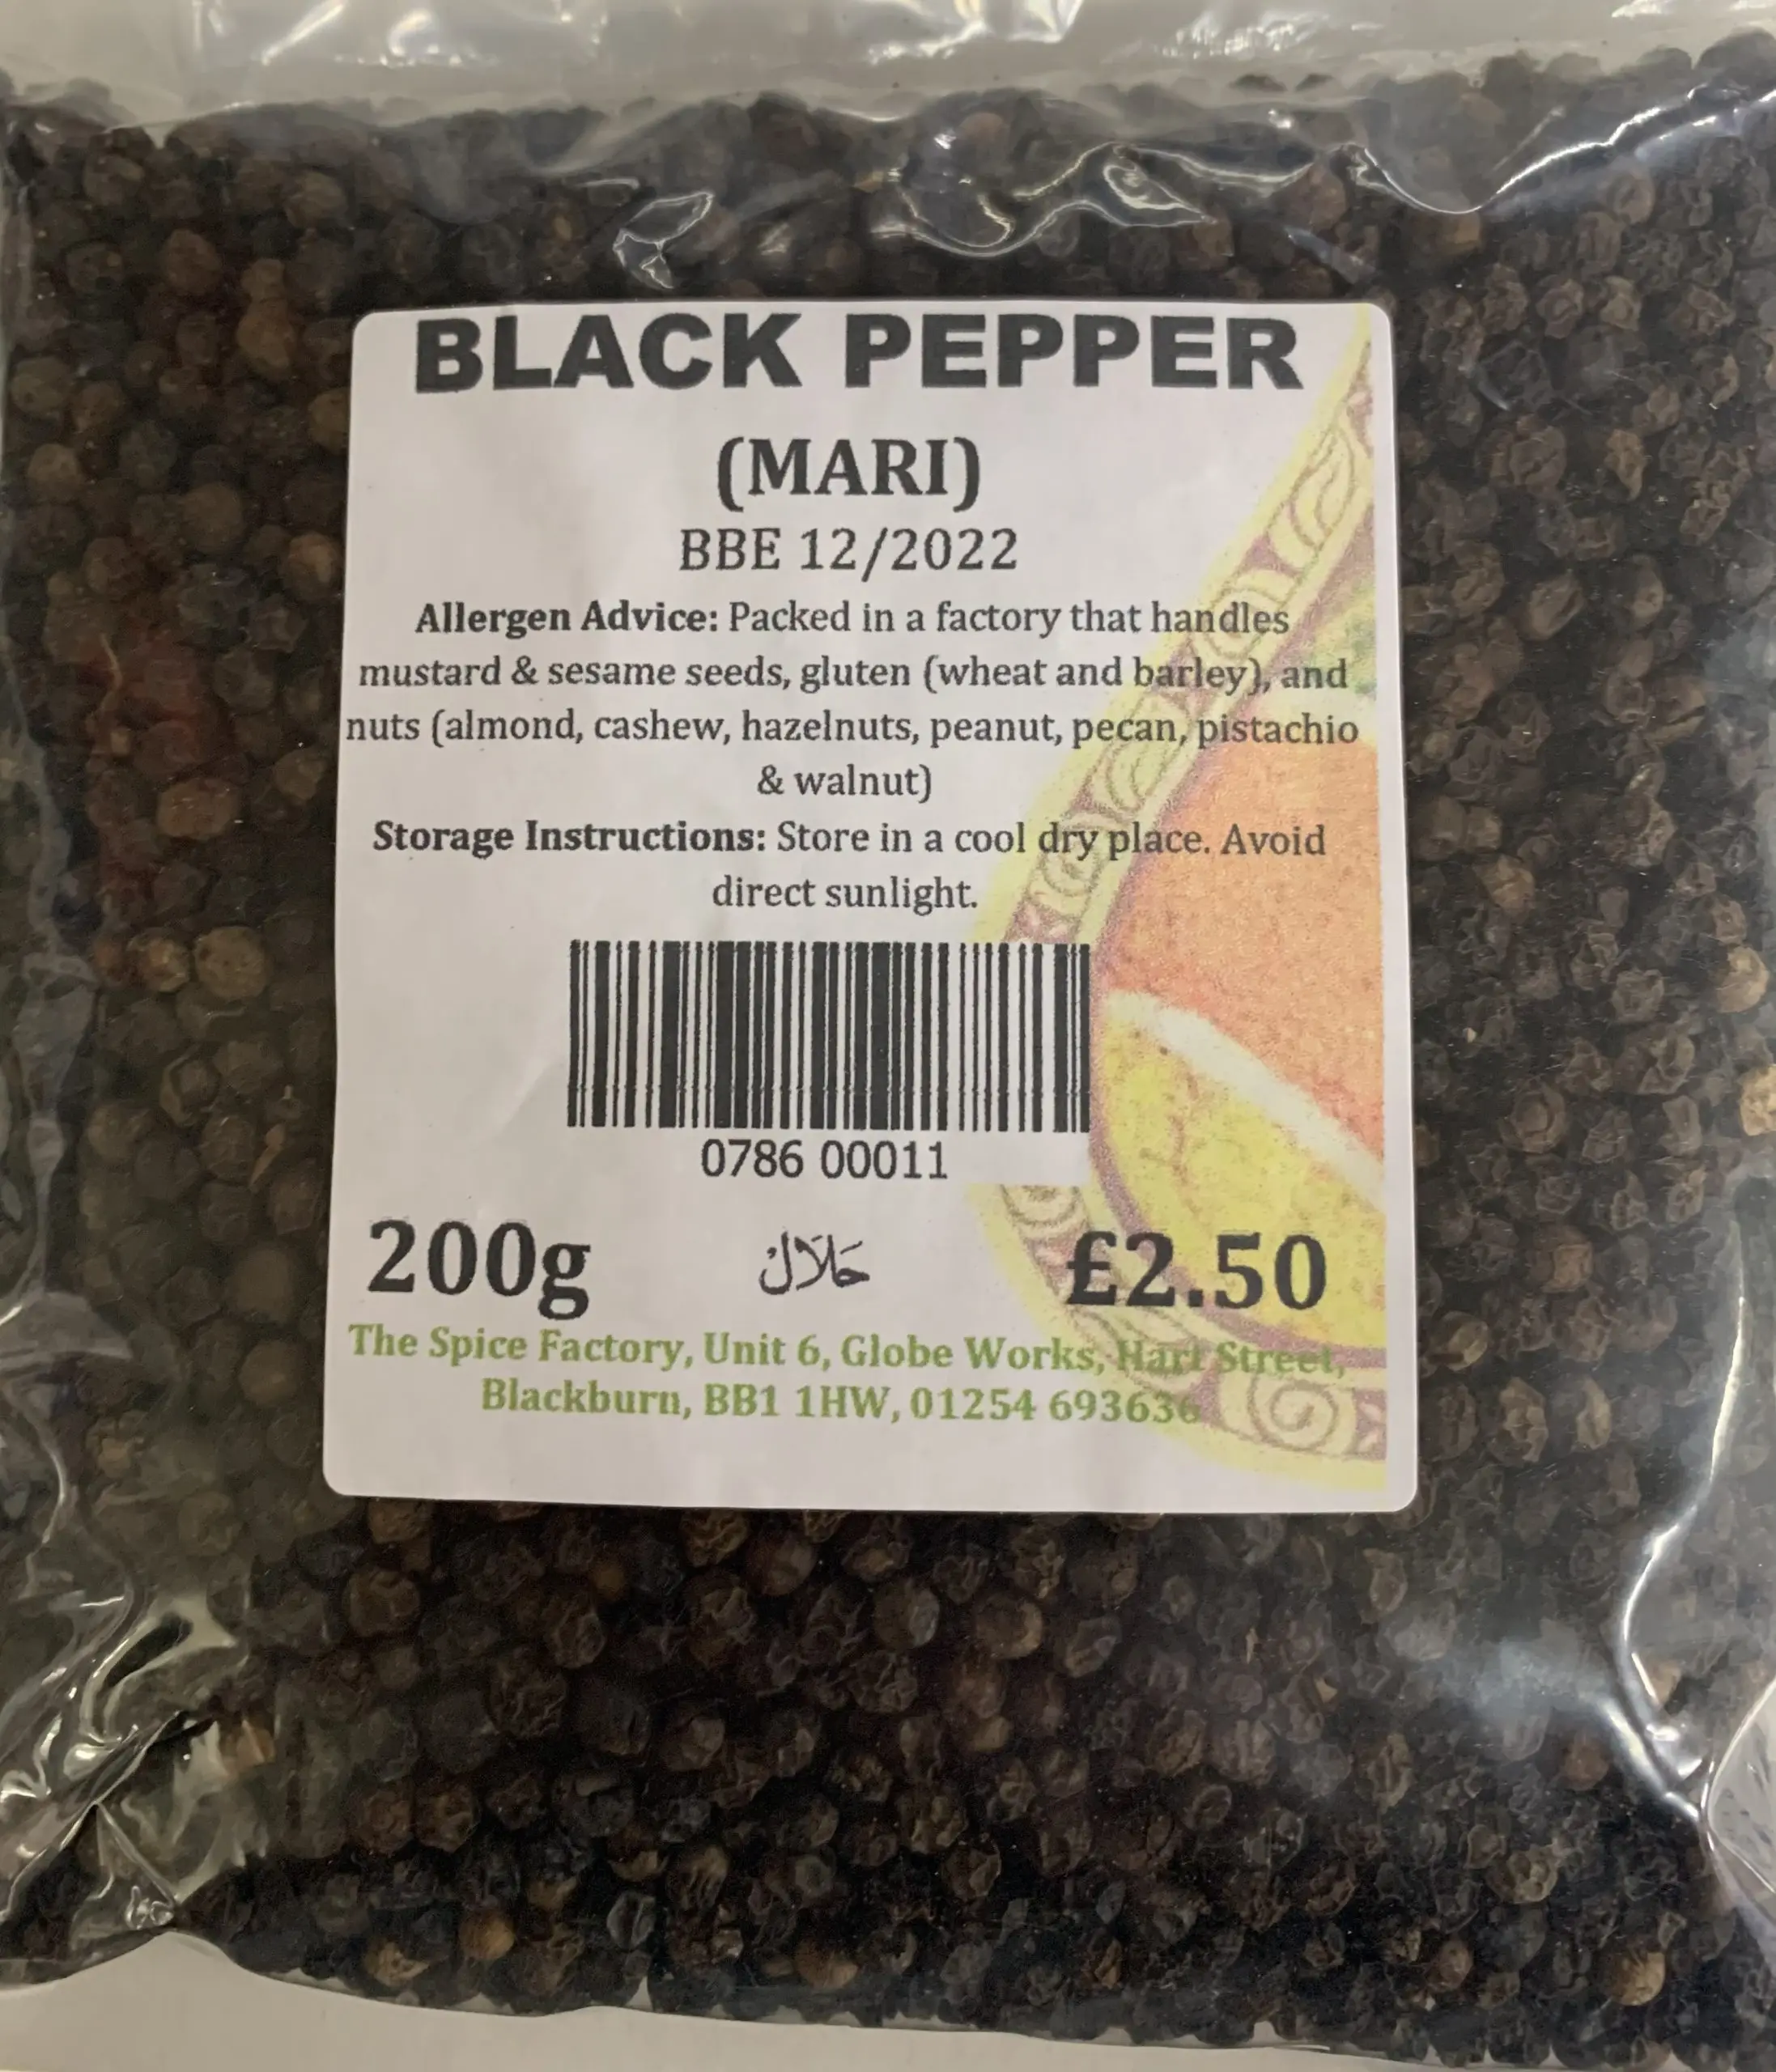 BLACK PEPPER
(MARI)
BBE 12/2022
Allergen Advice: Packed in a factory that handles
mustard & sesame seeds, gluten (wheat and barley), and
nuts (almond, cashew, hazelnuts, peanut, pecan, pistachio
& walnut)
Storage Instructions: Store in a cool dry place. Avoid
direct sunlight.
0786 00011
200g حَلَال £2.50
The Spice Factory, Unit 6, Globe Works, Hart Street,
Blackburn, BB1 1HW, 01254 693636